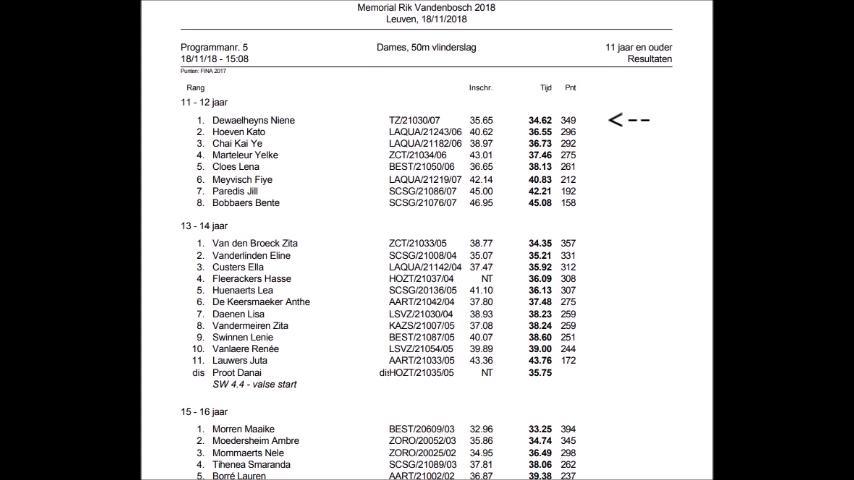 Memorial Rik Vandenbosch 2018
Leuven, 18/11/2018
Programmanr. 5 Dames, 50m vlinderslag 11 jaar en ouder
18/11/18 - 15:08 Resultaten
Punten: FINA 2017
Rang Inschr. Tijd Pnt
11 - 12 jaar
1. Dewaelheyns Niene TZ/21030/07 35.65 34.62 349 <--
2. Hoeven Kato LAQUA/21243/06 40.62 36.55 296
3. Chai Kai Ye LAQUA/21182/06 38.97 36.73 292
4. Marteleur Yelke ZCT/21034/06 43.01 37.46 275
5. Cloes Lena BEST/21050/06 36.65 38.13 261
6. Meyvisch Fiye LAQUA/21219/07 42.14 40.83 212
7. Paredis Jill SCSG/21086/07 45.00 42.21 192
8. Bobbaers Bente SCSG/21076/07 46.95 45.08 158
13 - 14 jaar
1. Van den Broeck Zita ZCT/21033/05 38.77 34.35 357
2. Vanderlinden Eline SCSG/21008/04 35.07 35.21 331
3. Custers Ella LAQUA/21142/04 37.47 35.92 312
4. Fleerackers Hasse HOZT/21037/04 NT 36.09 308
5. Huenaerts Lea SCSG/20136/05 41.10 36.13 307
6. De Keersmaeker Anthe AART/21042/04 37.80 37.48 275
7. Daenen Lisa LSVZ/21030/04 38.93 38.23 259
8. Vandermeiren Zita KAZS/21007/05 37.08 38.24 259
9. Swinnen Lenie BEST/21087/05 40.07 38.60 251
10. Vanlaere Renée LSVZ/21054/05 39.89 39.00 244
11. Lauwers Juta AART/21033/05 43.36 43.76 172
dis Proot Danai dis HOZT/21035/05 NT 35.75
SW 4.4 - valse start
15 - 16 jaar
1. Morren Maaike BEST/20609/03 32.96 33.25 394
2. Moedersheim Ambre ZORO/20052/03 35.86 34.74 345
3. Mommaerts Nele ZORO/20025/02 34.95 36.49 298
4. Tihenea Smaranda SCSG/21089/03 37.81 38.06 262
5. Borré Lauren AART/21002/02 36.87 39.38 237